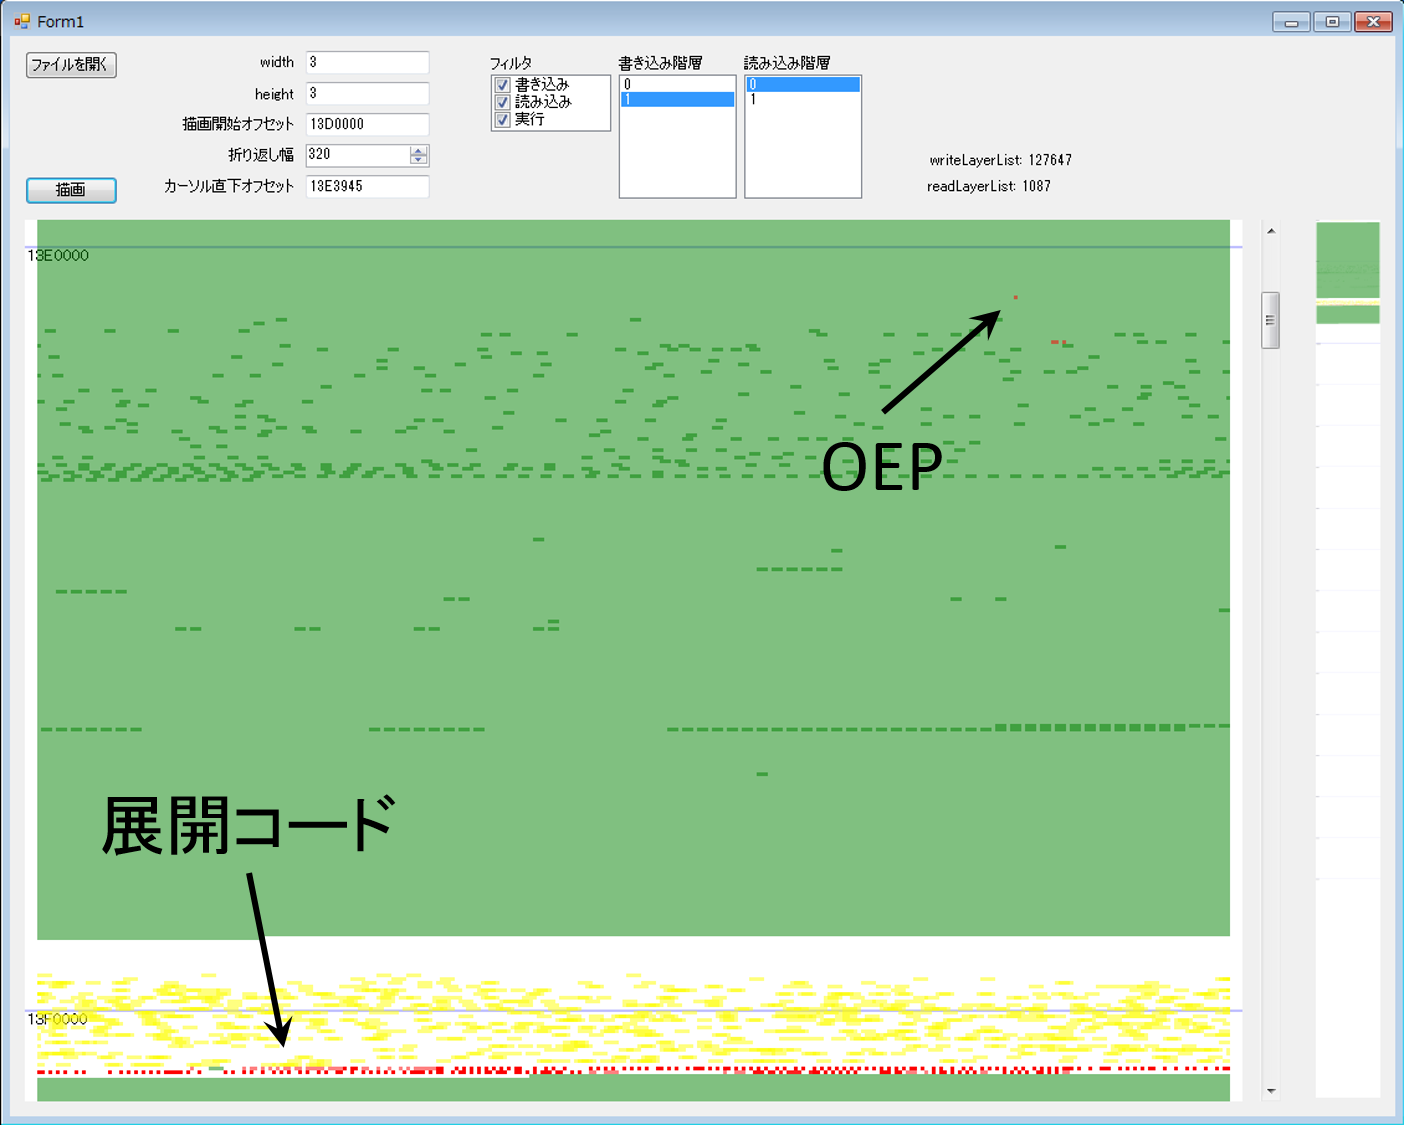 Form1
ファイルを開く
width 3
height 3
描画開始オフセット 13D0000
折り返し幅 320
カーソル直下オフセット 13E3945
描画
フィルタ
書き込み
読み込み
実行
書き込み階層
0
1
読み込み階層
0
1
writeLayerList: 127647
readLayerList: 1087
13E0000
OEP
展開コード
13F0000